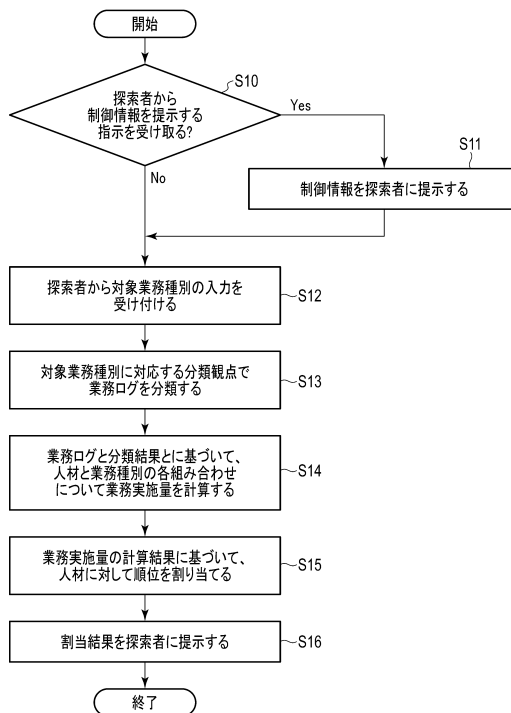 開始
S10
探索者から
制御情報を提示する
指示を受け取る?
Yes
No
S11
制御情報を探索者に提示する
探索者から対象業務種別の入力を
受け付ける
S12
対象業務種別に対応する分類観点で
業務ログを分類する
S13
業務ログと分類結果とに基づいて、
人材と業務種別の各組み合わせ
について業務実施量を計算する
S14
業務実施量の計算結果に基づいて、
人材に対して順位を割り当てる
S15
割当結果を探索者に提示する
S16
終了